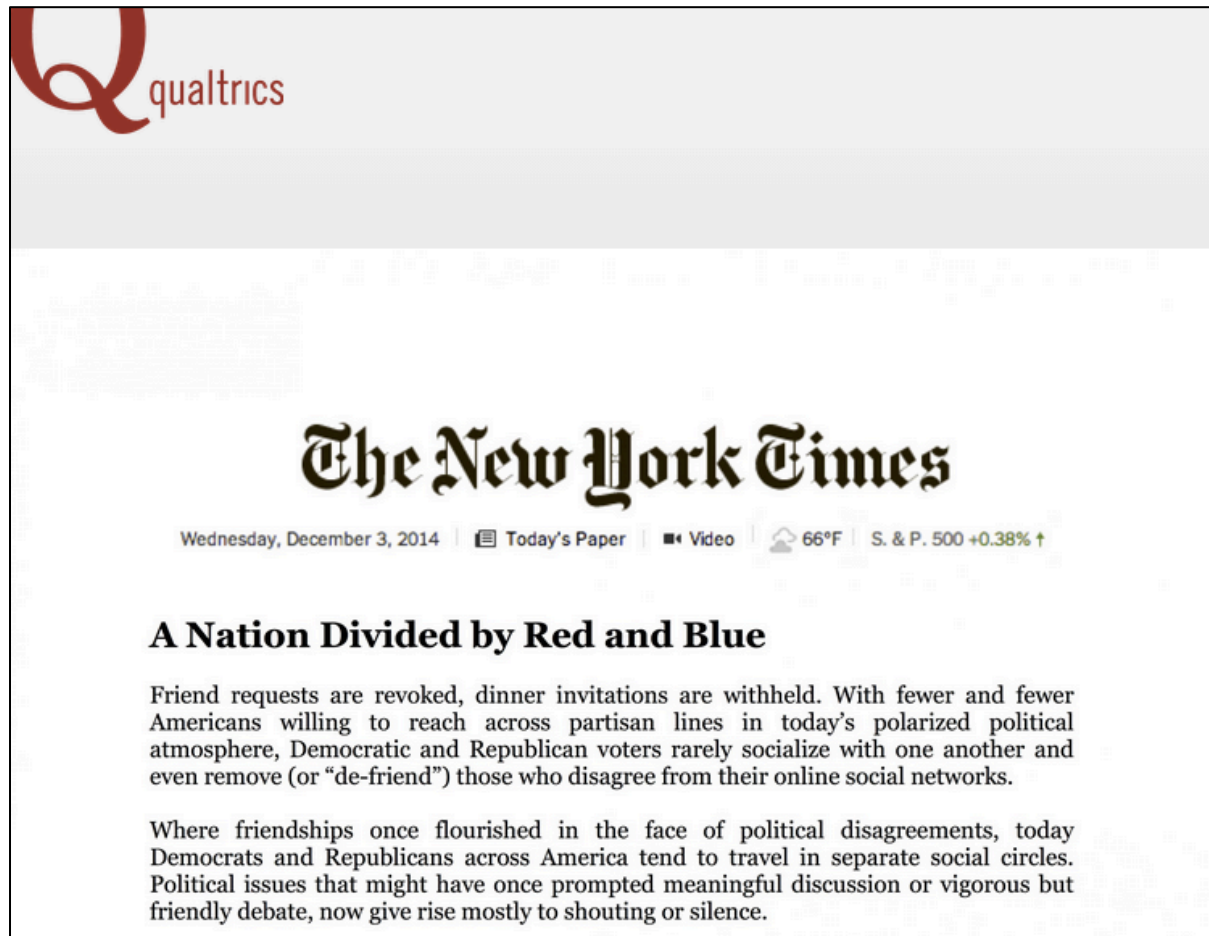 Q
qualtrics
The New York Times
Wednesday, December 3, 2014 Today's Paper Video 66°F S. & P. 500 +0.38% ↑
A Nation Divided by Red and Blue
Friend requests are revoked, dinner invitations are withheld. With fewer and fewer
Americans willing to reach across partisan lines in today’s polarized political
atmosphere, Democratic and Republican voters rarely socialize with one another and
even remove (or “de-friend”) those who disagree from their online social networks.
Where friendships once flourished in the face of political disagreements, today
Democrats and Republicans across America tend to travel in separate social circles.
Political issues that might have once prompted meaningful discussion or vigorous but
friendly debate, now give rise mostly to shouting or silence.